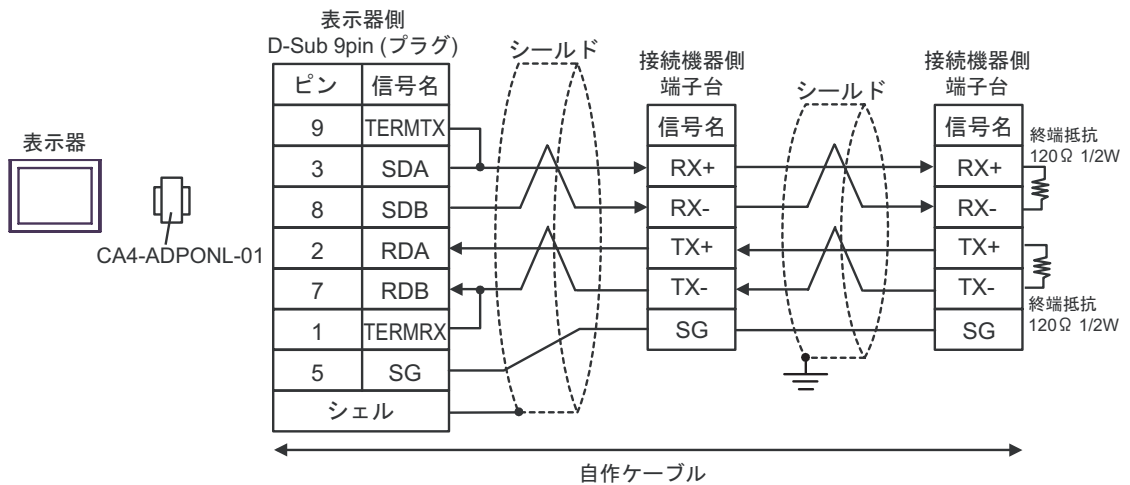 表示器
CA4-ADPONL-01
表示器側
D-Sub 9pin (プラグ)
ピン 信号名
9 TERMTX
3 SDA
8 SDB
2 RDA
7 RDB
1 TERMRX
5 SG
シェル
シールド
接続機器側
端子台
信号名
RX+
RX-
TX+
TX-
SG
シールド
接続機器側
端子台
信号名
RX+
RX-
TX+
TX-
SG
終端抵抗
120Ω 1/2W
終端抵抗
120Ω 1/2W
自作ケーブル